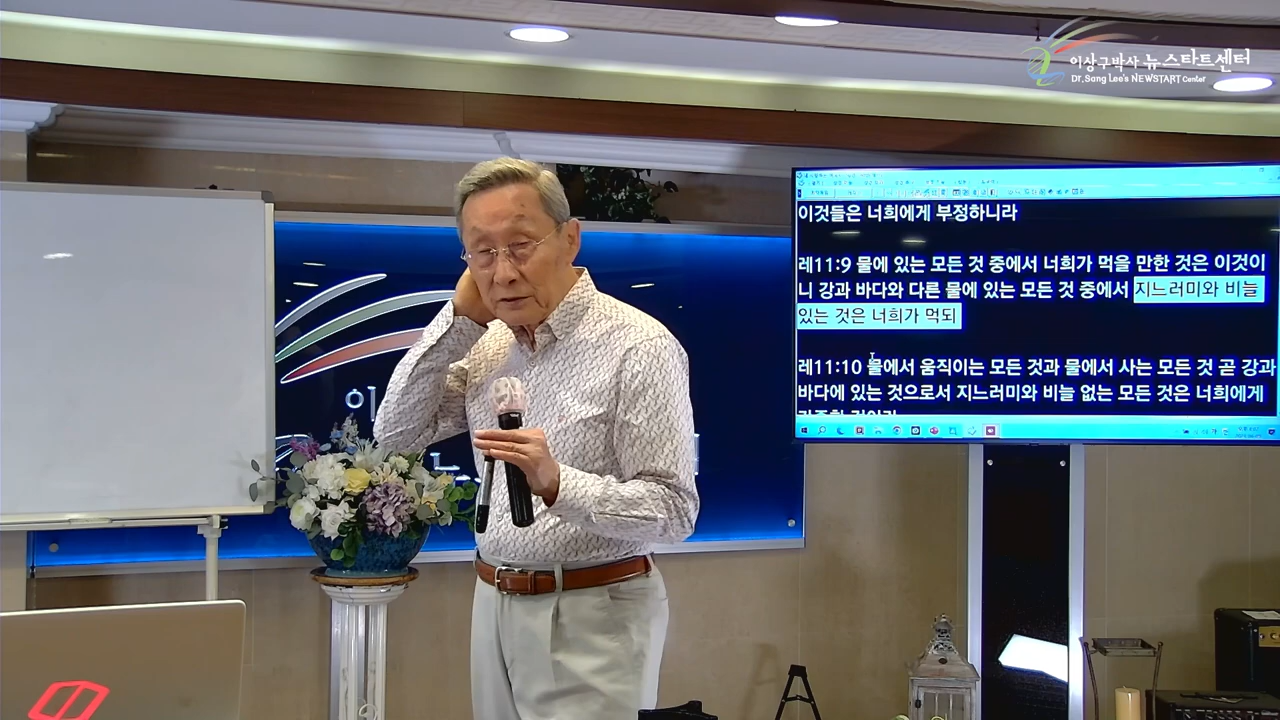 이상구박사 뉴스타트센터
Dr. Sang Lee's NEWSTART Center
이것들은 너희에게 부정하니라
레11:9 물에 있는 모든 것 중에서 너희가 먹을 만한 것은 이것이
니 강과 바다와 다른 물에 있는 모든 것 중에서 지느러미와 비늘
있는 것은 너희가 먹되
레11:10 물에서 움직이는 모든 것과 물에서 사는 모든 것 곧 강과
바다에 있는 것으로서 지느러미와 비늘 없는 모든 것은 너희에게